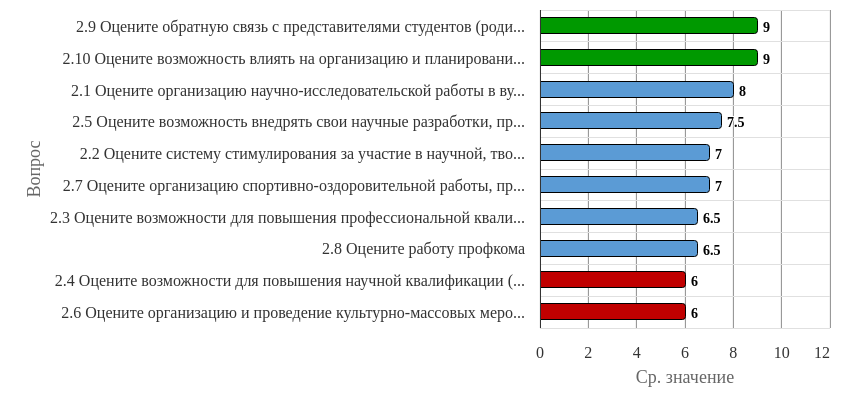 2.9 Оцените обратную связь с представителями студентов (роди... 9
2.10 Оцените возможность влиять на организацию и планировани... 9
2.1 Оцените организацию научно-исследовательской работы в ву... 8
2.5 Оцените возможность внедрять свои научные разработки, пр... 7.5
2.2 Оцените систему стимулирования за участие в научной, тво... 7
2.7 Оцените организацию спортивно-оздоровительной работы, пр... 7
2.3 Оцените возможности для повышения профессиональной квали... 6.5
2.8 Оцените работу профкома 6.5
2.4 Оцените возможности для повышения научной квалификации (... 6
2.6 Оцените организацию и проведение культурно-массовых меро... 6
Вопрос
0 2 4 6 8 10 12
Ср. значение